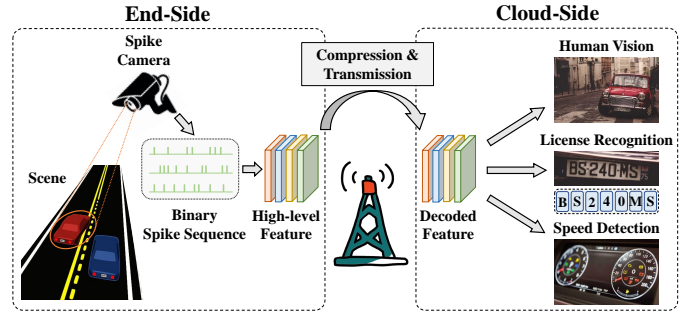 End-Side
Cloud-Side
Spike
Camera
Compression &
Transmission
Human Vision
License Recognition
BS·240·MS
B S 2 4 0 M S
Scene
Binary
Spike Sequence
High-level
Feature
Decoded
Feature
Speed Detection